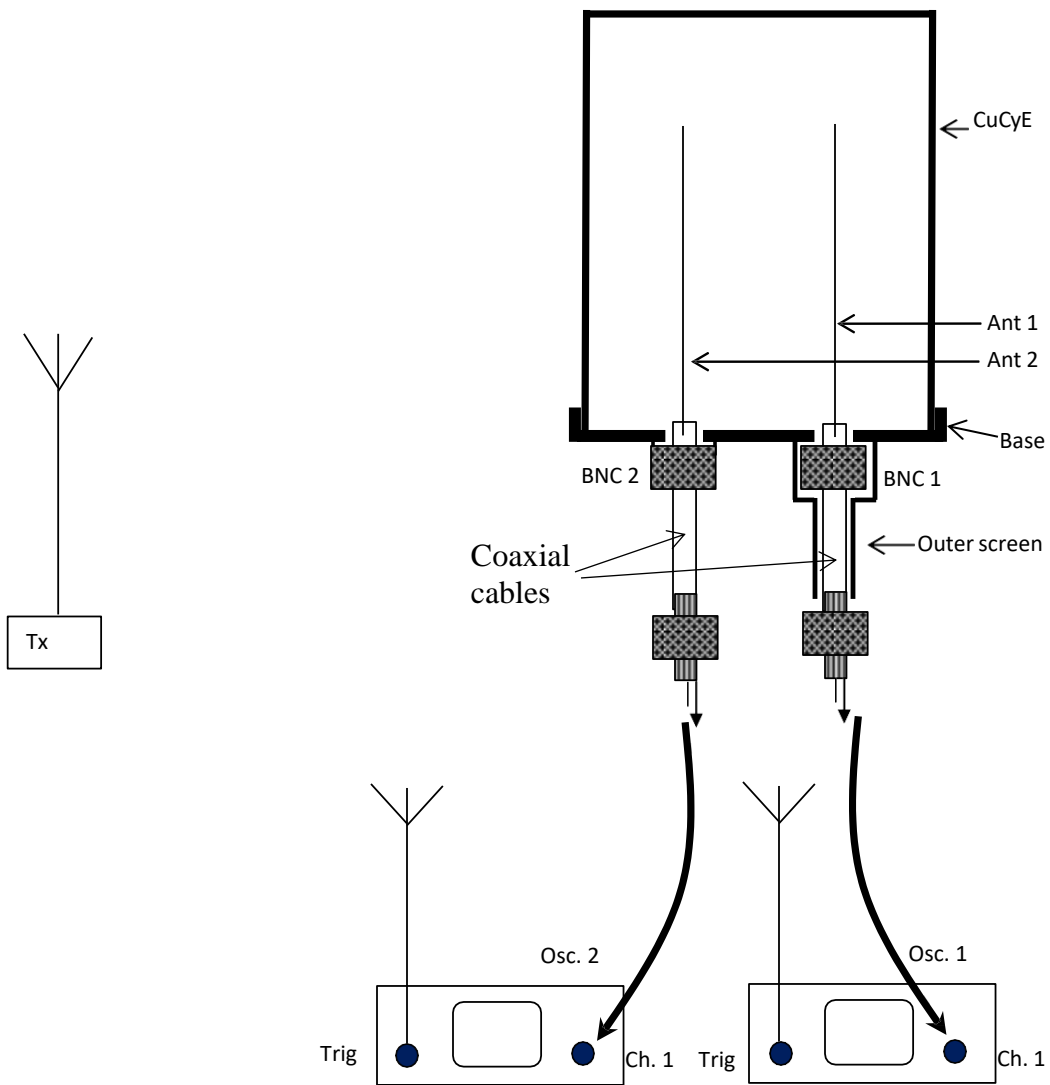 CuCyE
Ant 1
Ant 2
Base
BNC 2
BNC 1
Outer screen
Coaxial
cables
Tx
Osc. 2
Osc. 1
Trig
Ch. 1
Trig
Ch. 1